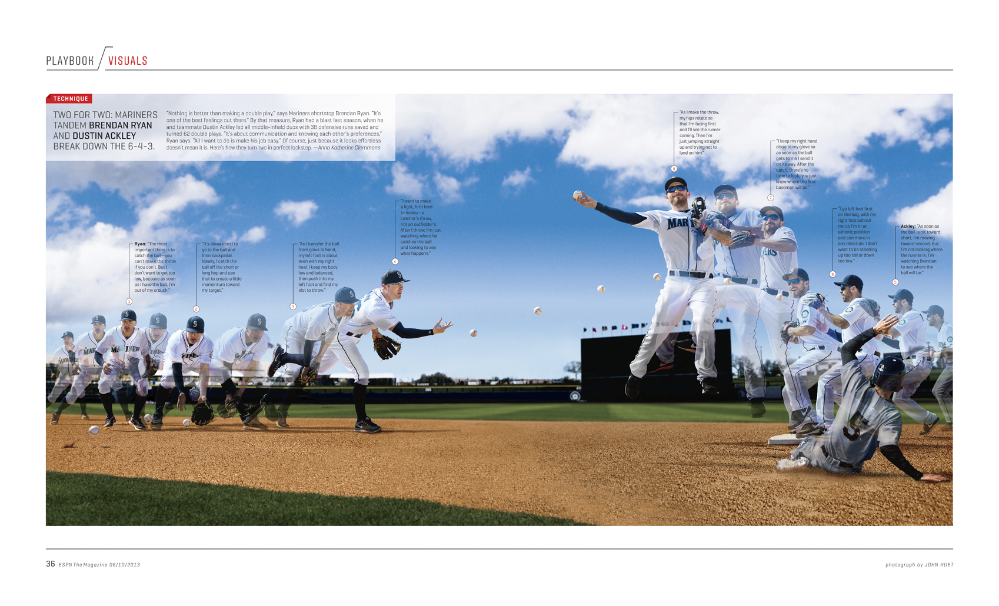 PLAYBOOK VISUALS
TECHNIQUE
TWO FOR TWO: MARINERS
TANDEM BRENDAN RYAN
AND DUSTIN ACKLEY
BREAK DOWN THE 6-4-3.
"Nothing is better than making a double play," says Mariners shortstop Brendan Ryan. "It's
one of the best feelings out there." By that measure, Ryan had a blast last season, when he
and teammate Dustin Ackley led all middle-infield duos with 38 defensive runs saved and
turned 62 double plays. "It's about communication and knowing each other's preferences,"
Ryan says. "All I want to do is make his job easy." Of course, just because it looks effortless
doesn't mean it is. Here's how they turn two in perfect lockstep. —Anna Katherine Clemmons
Ryan: "The most
important thing is to
catch the ball—you
can't make the throw
if you don't. But I
don't want to get too
low, because as soon
as I have the ball, I'm
out of my crouch."
1
"It's always best to
go to the ball and
then backpedal.
Ideally, I catch the
ball off the short or
long hop and use
that to create a little
momentum toward
my target."
2
"As I transfer the ball
from glove to hand,
my left foot is about
even with my right
heel. I keep my body
low and balanced,
then push into my
left foot and find my
slot to throw."
3
"I want to make
a light, firm feed
to Ackley—a
catcher's throw,
not an outfielder's.
After I throw, I'm just
watching where he
catches the ball
and looking to see
what happens."
4
Ackley: "As soon as
the ball is hit toward
short, I'm moving
toward second. But
I'm not looking where
the runner is; I'm
watching Brendan
to see where the
ball will be."
5
"I go left foot first
on the bag, with my
right foot behind
me so I'm in an
athletic position
and can move in
any direction. I don't
want to be standing
up too tall or down
too low."
6
"I keep my right hand
close to my glove so
as soon as the ball
gets to me I send it
on its way. After the
catch, there's no
time to look; you just
know where the first
baseman will be."
7
"As I make the throw,
my hips rotate so
that I'm facing first
and I'll see the runner
coming. Then I'm
just jumping straight
up and trying not to
land on him."
8
MARINER
MAR
MARINER
MAR
ERS
385
5
36 ESPN The Magazine 06/10/2013
photograph by JOHN HUET